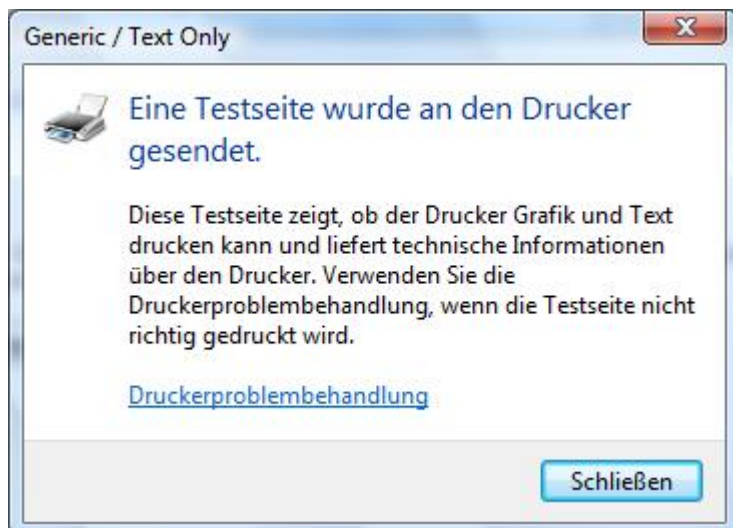 Generic / Text Only
Eine Testseite wurde an den Drucker
gesendet.
Diese Testseite zeigt, ob der Drucker Grafik und Text
drucken kann und liefert technische Informationen
über den Drucker. Verwenden Sie die
Druckerproblembehandlung, wenn die Testseite nicht
richtig gedruckt wird.
Druckerproblembehandlung
Schließen